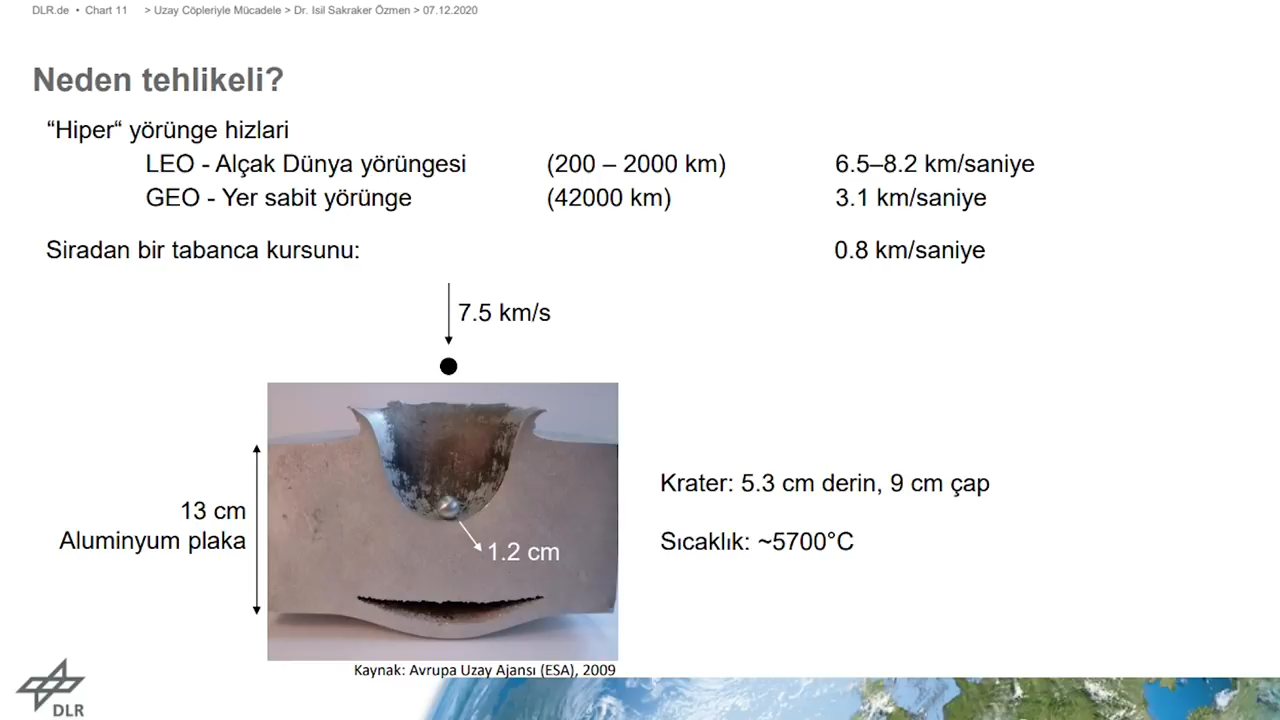 DLR.de • Chart 11 > Uzay Cöpleriyle Mücadele > Dr. Isil Sakraker Özmen > 07.12.2020
Neden tehlikeli?
“Hiper“ yörünge hizlari
LEO - Alçak Dünya yörüngesi (200 – 2000 km) 6.5–8.2 km/saniye
GEO - Yer sabit yörünge (42000 km) 3.1 km/saniye
Siradan bir tabanca kursunu: 0.8 km/saniye
7.5 km/s
13 cm
Aluminyum plaka
1.2 cm
Krater: 5.3 cm derin, 9 cm çap
Sıcaklık: ~5700°C
Kaynak: Avrupa Uzay Ajansı (ESA), 2009
DLR